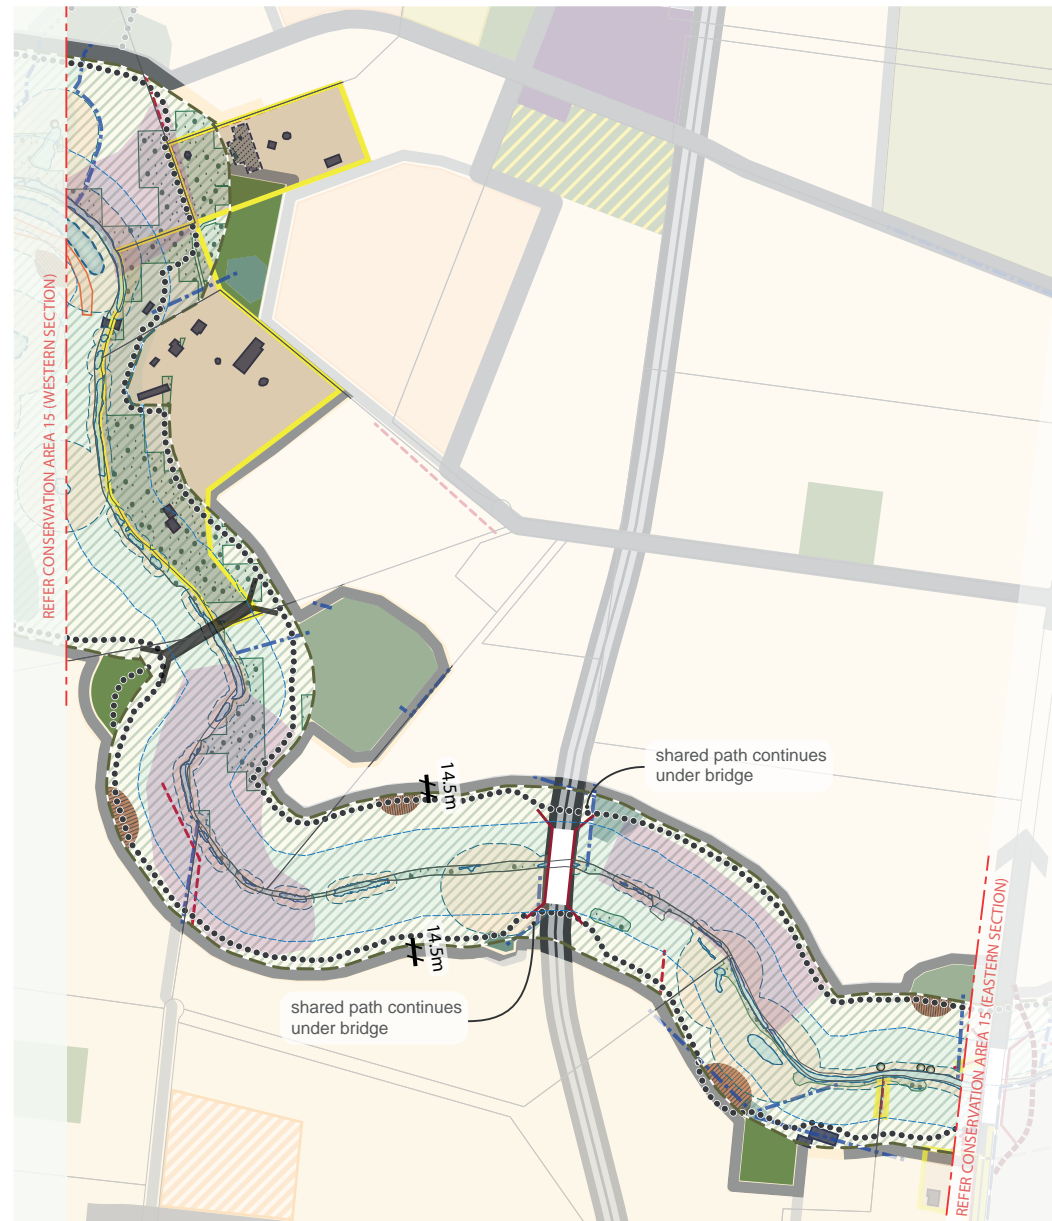 REFER CONSERVATION AREA 15 (WESTERN SECTION)
shared path continues
under bridge
14.5m
14.5m
shared path continues
under bridge
REFER CONSERVATION AREA 15 (EASTERN SECTION)